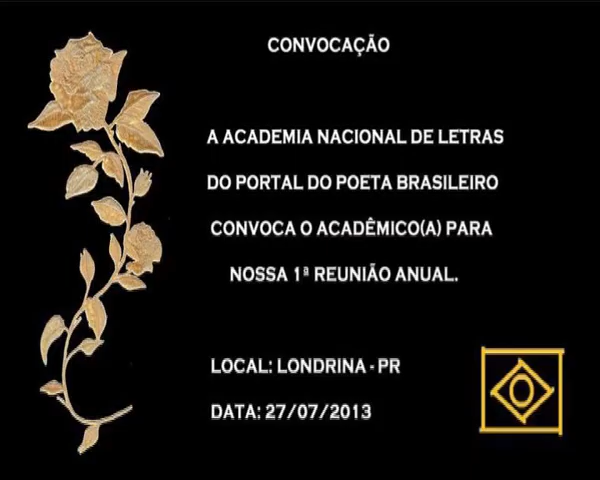 CONVOCAÇÃO
A ACADEMIA NACIONAL DE LETRAS
DO PORTAL DO POETA BRASILEIRO
CONVOCA O ACADÊMICO(A) PARA
NOSSA 1ª REUNIÃO ANUAL.
LOCAL: LONDRINA - PR
DATA: 27/07/2013